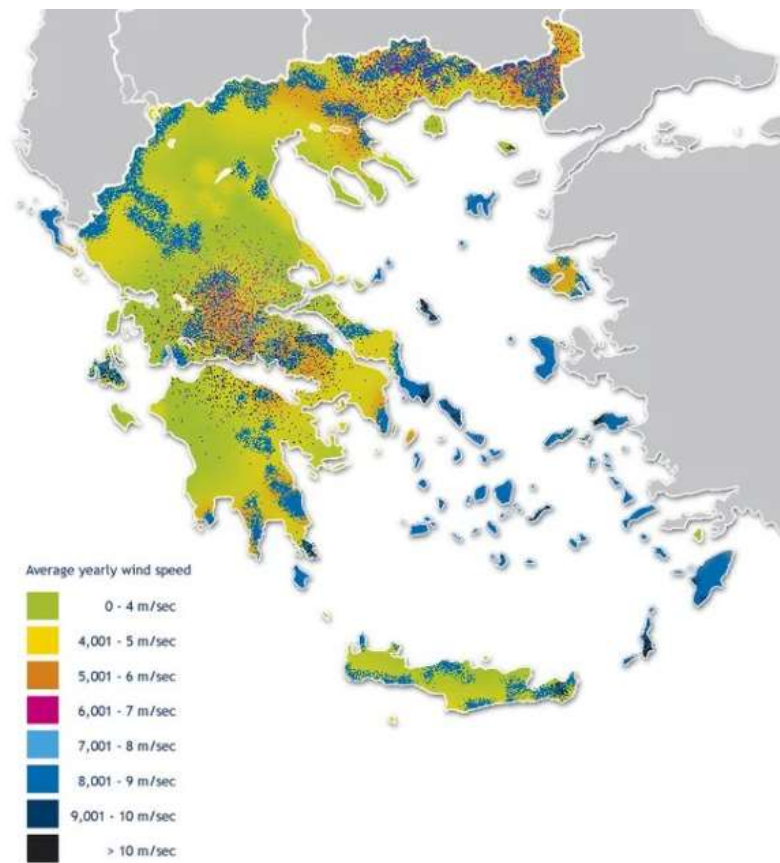 Average yearly wind speed
0 - 4 m/sec
4,001 - 5 m/sec
5,001 - 6 m/sec
6,001 - 7 m/sec
7,001 - 8 m/sec
8,001 - 9 m/sec
9,001 - 10 m/sec
> 10 m/sec